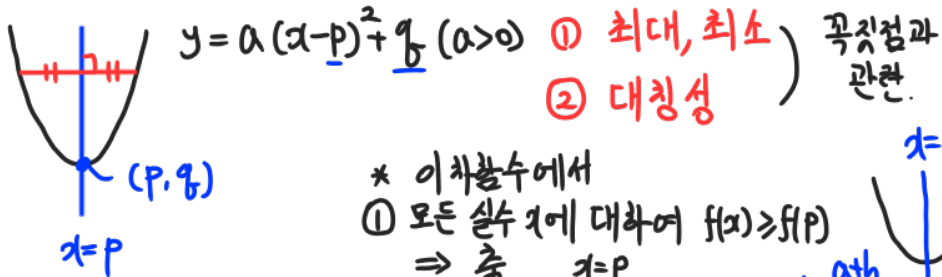 y = a(x-p)²+q (a>0) ① 최대, 최소
② 대칭성
꼭짓점과
관련.
(p, q)
x=p
* 이차함수에서
① 모든 실수 x에 대하여 f(x)≥f(p)
⇒ 축 x=p
x=
a+b